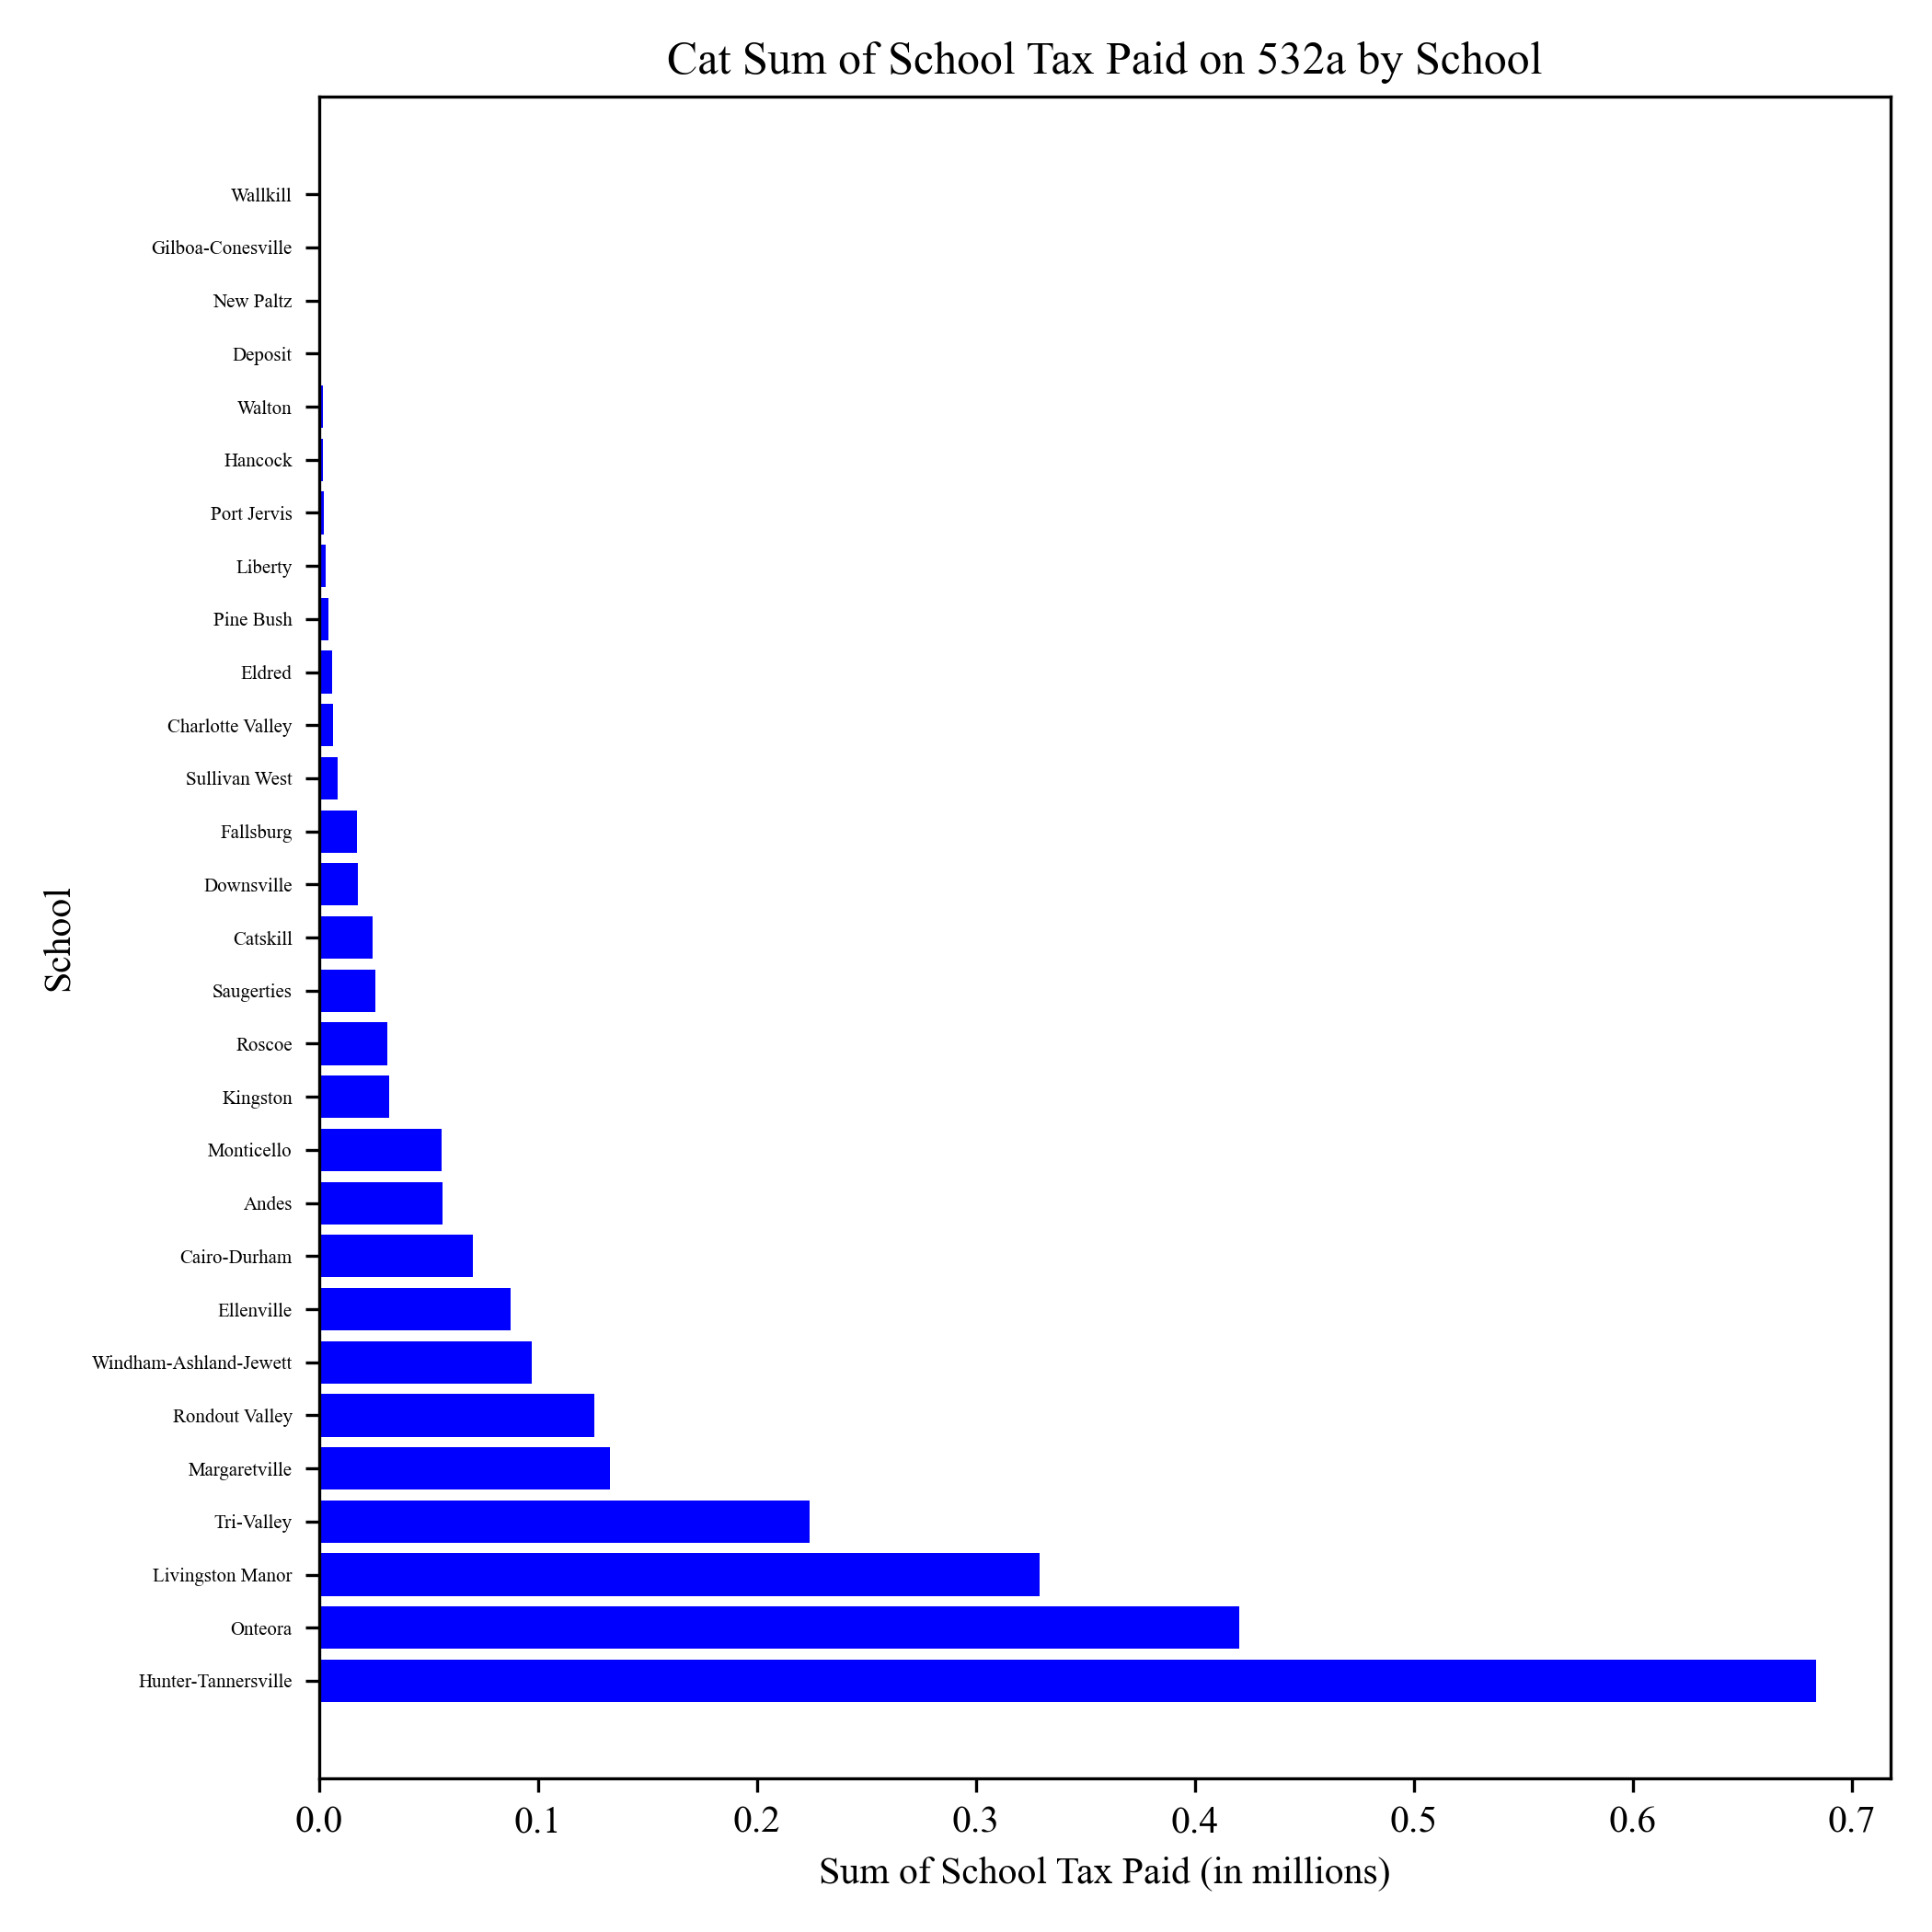 Cat Sum of School Tax Paid on 532a by School
Wallkill
Gilboa-Conesville
New Paltz
Deposit
Walton
Hancock
Port Jervis
Liberty
Pine Bush
Eldred
Charlotte Valley
Sullivan West
Fallsburg
Downsville
Catskill
Saugerties
Roscoe
Kingston
Monticello
Andes
Cairo-Durham
Ellenville
Windham-Ashland-Jewett
Rondout Valley
Margaretville
Tri-Valley
Livingston Manor
Onteora
Hunter-Tannersville
School
0.0 0.1 0.2 0.3 0.4 0.5 0.6 0.7
Sum of School Tax Paid (in millions)